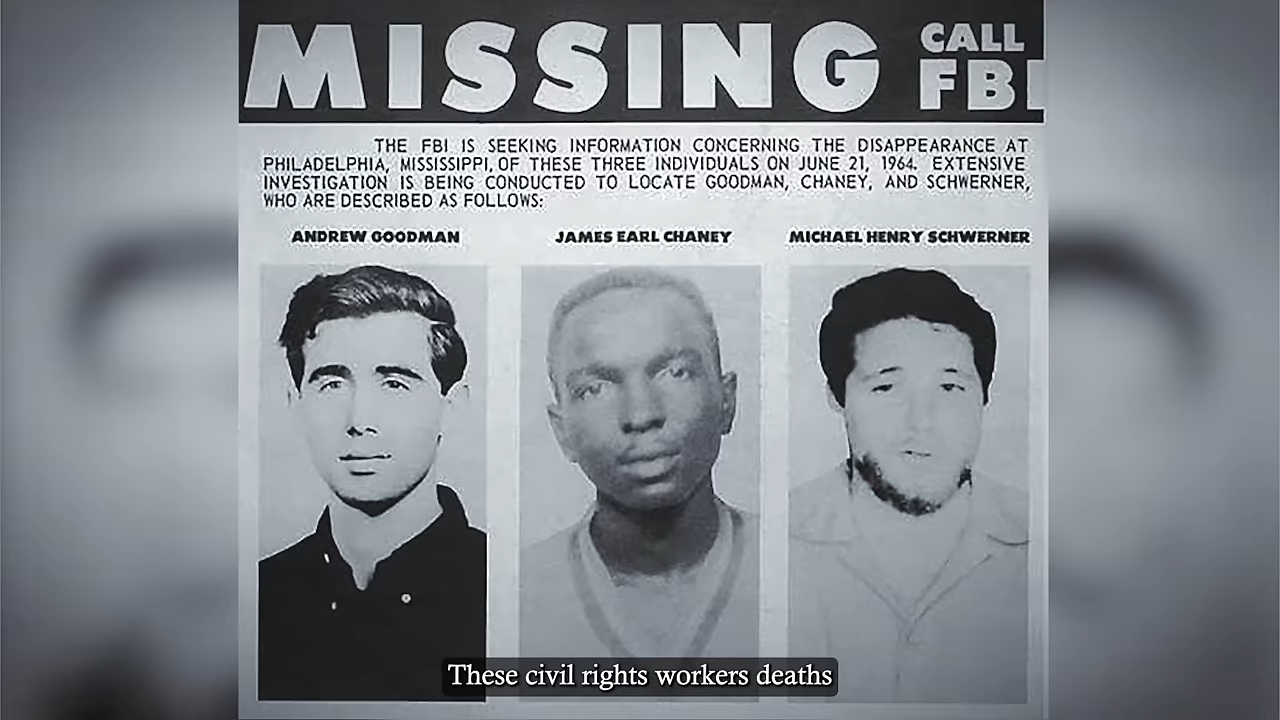 MISSING CALL FBI
THE FBI IS SEEKING INFORMATION CONCERNING THE DISAPPEARANCE AT
PHILADELPHIA, MISSISSIPPI, OF THESE THREE INDIVIDUALS ON JUNE 21, 1964. EXTENSIVE
INVESTIGATION IS BEING CONDUCTED TO LOCATE GOODMAN, CHANEY, AND SCHWERNER,
WHO ARE DESCRIBED AS FOLLOWS:
ANDREW GOODMAN JAMES EARL CHANEY MICHAEL HENRY SCHWERNER
These civil rights workers deaths